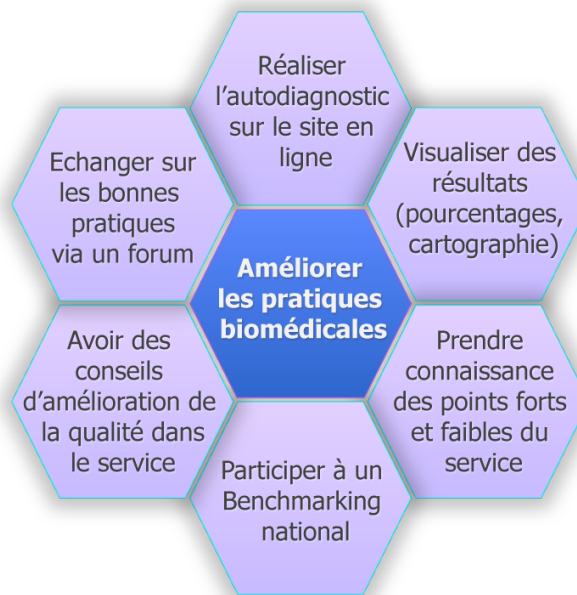 Réaliser
l'autodiagnostic
sur le site en
ligne
Visualiser des
résultats
(pourcentages,
cartographie)
Prendre
connaissance
des points forts
et faibles du
service
Participer à un
Benchmarking
national
Avoir des
conseils
d'amélioration de
la qualité dans
le service
Echanger sur
les bonnes
pratiques
via un forum
Améliorer
les pratiques
biomédicales